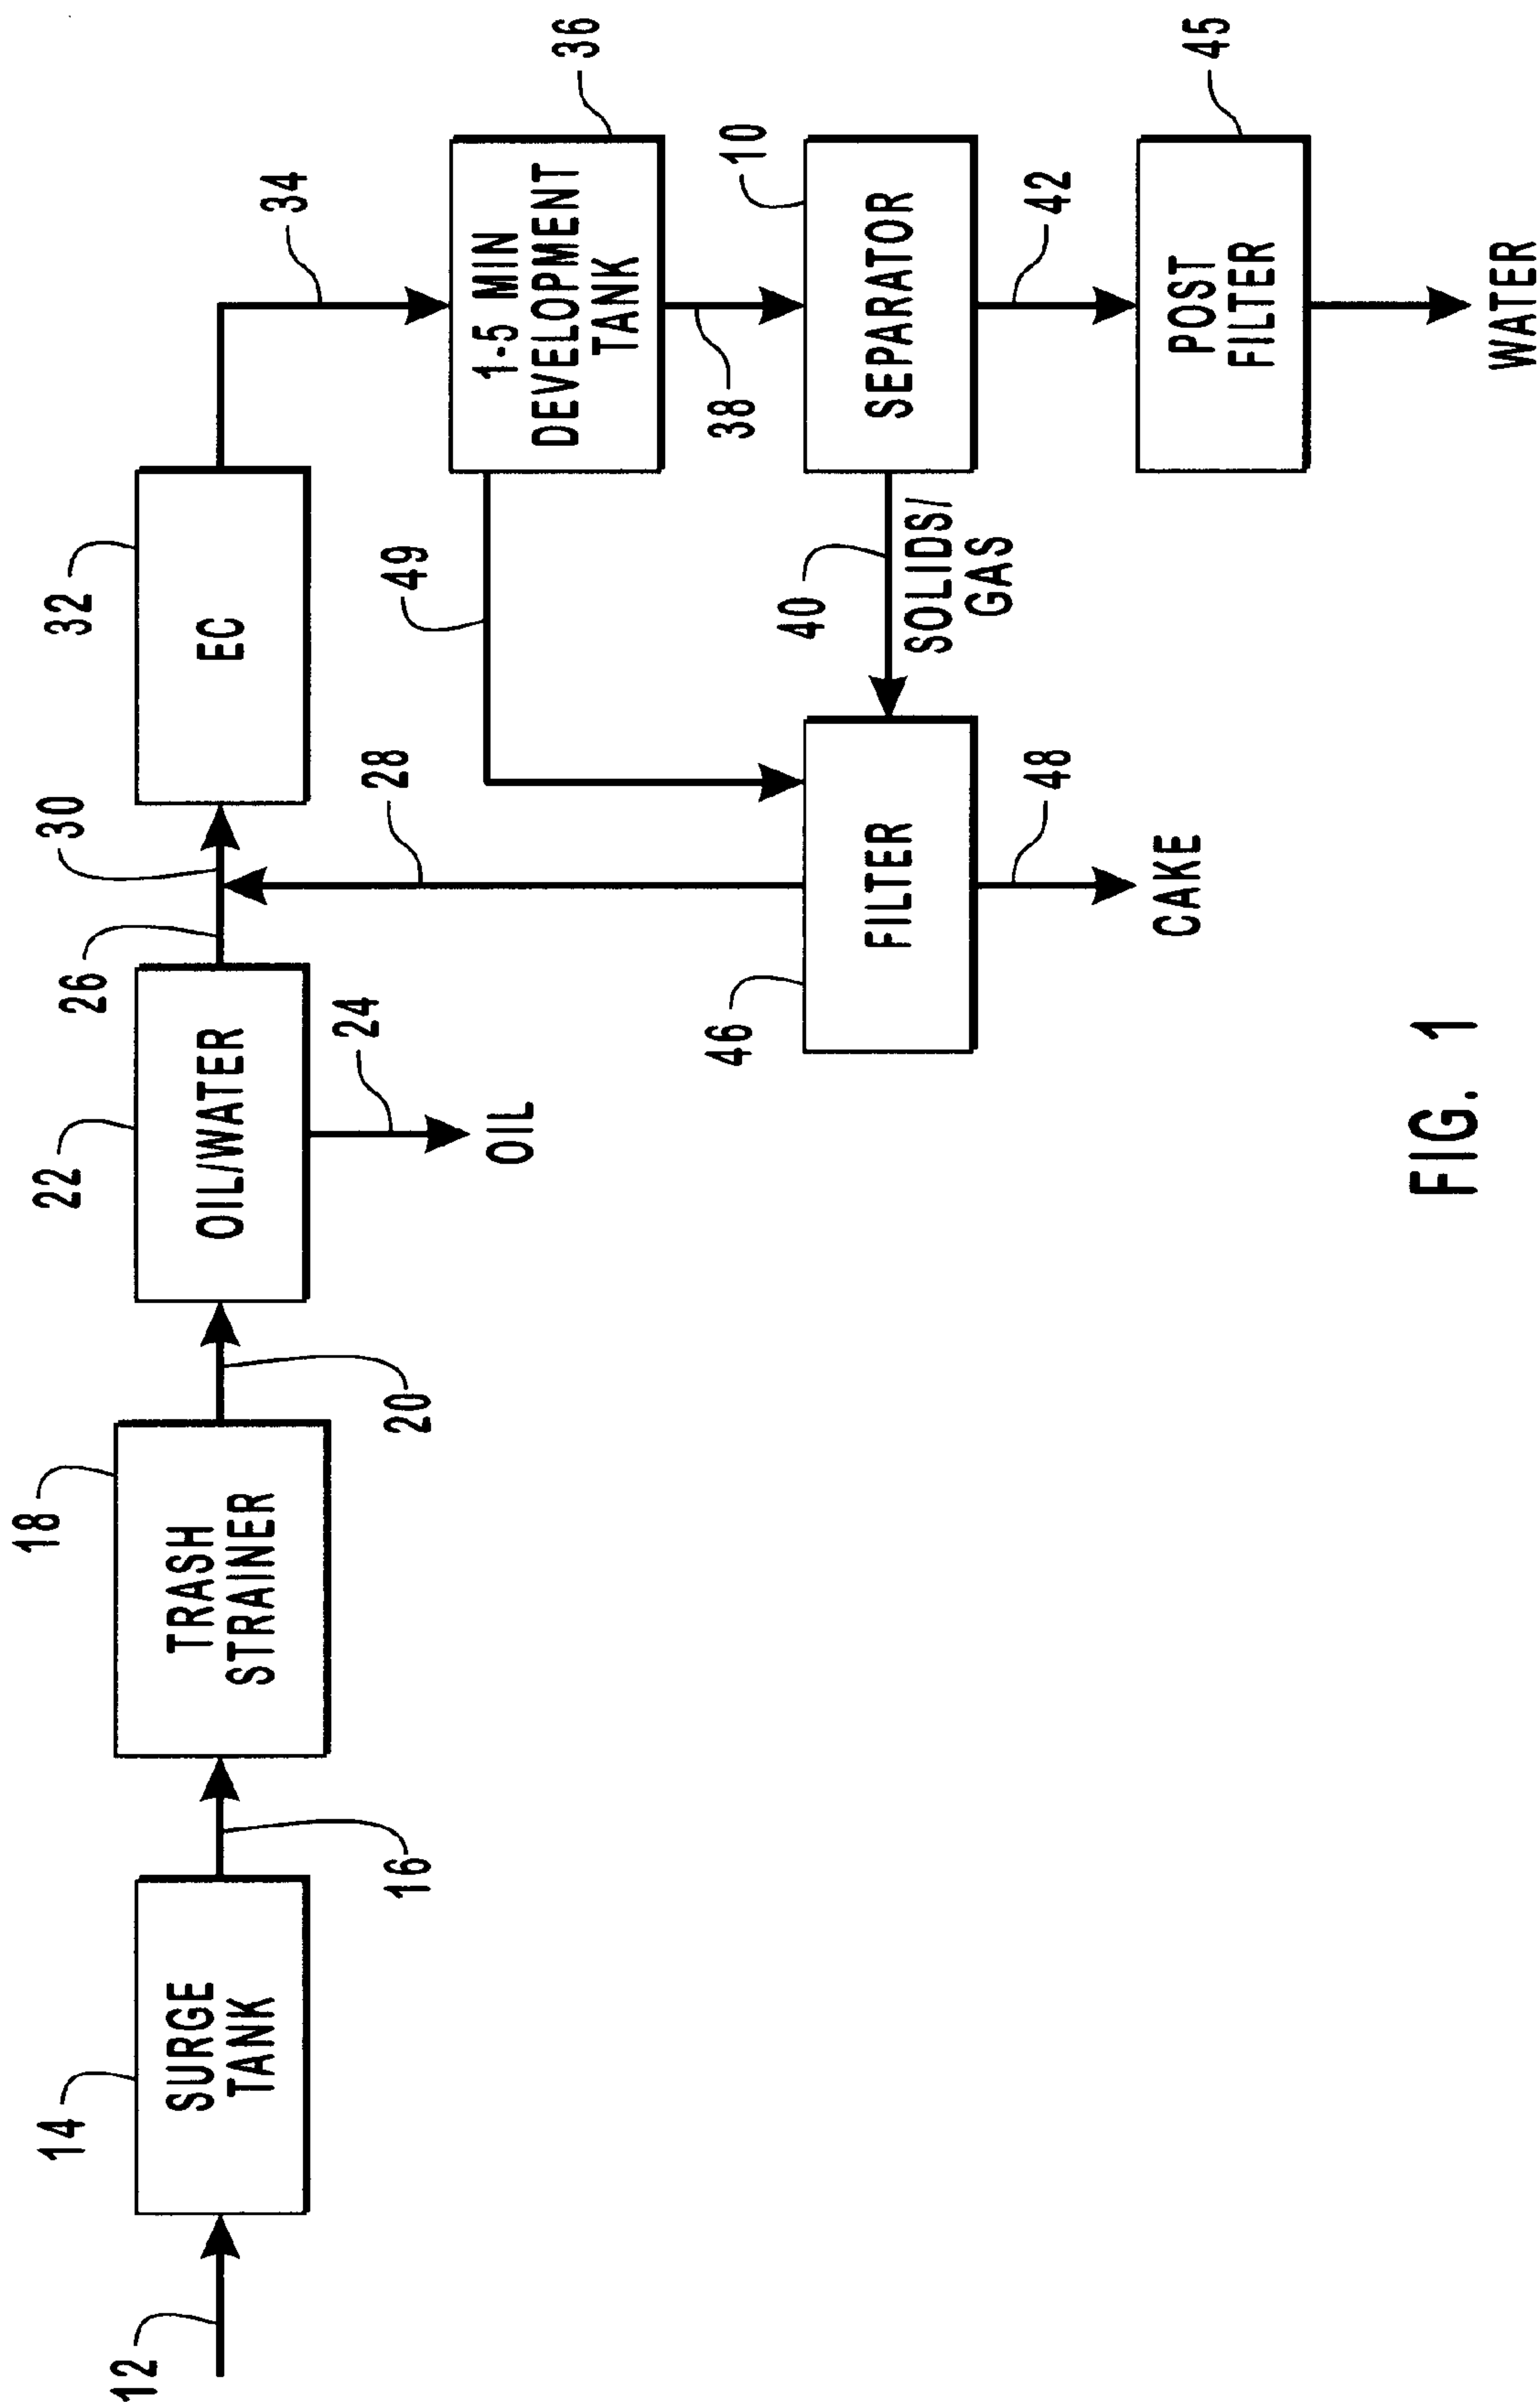 12
14
SURGE
TANK
16
18
TRASH
STRAINER
20
22
OIL/WATER
24
OIL
26
30
28
32
EC
34
49
1-5 MIN
DEVELOPMENT
TANK
36
38
10
SEPARATOR
40
SOLIDS/
GAS
46
FILTER
48
CAKE
42
POST
FILTER
45
WATER
FIG. 1